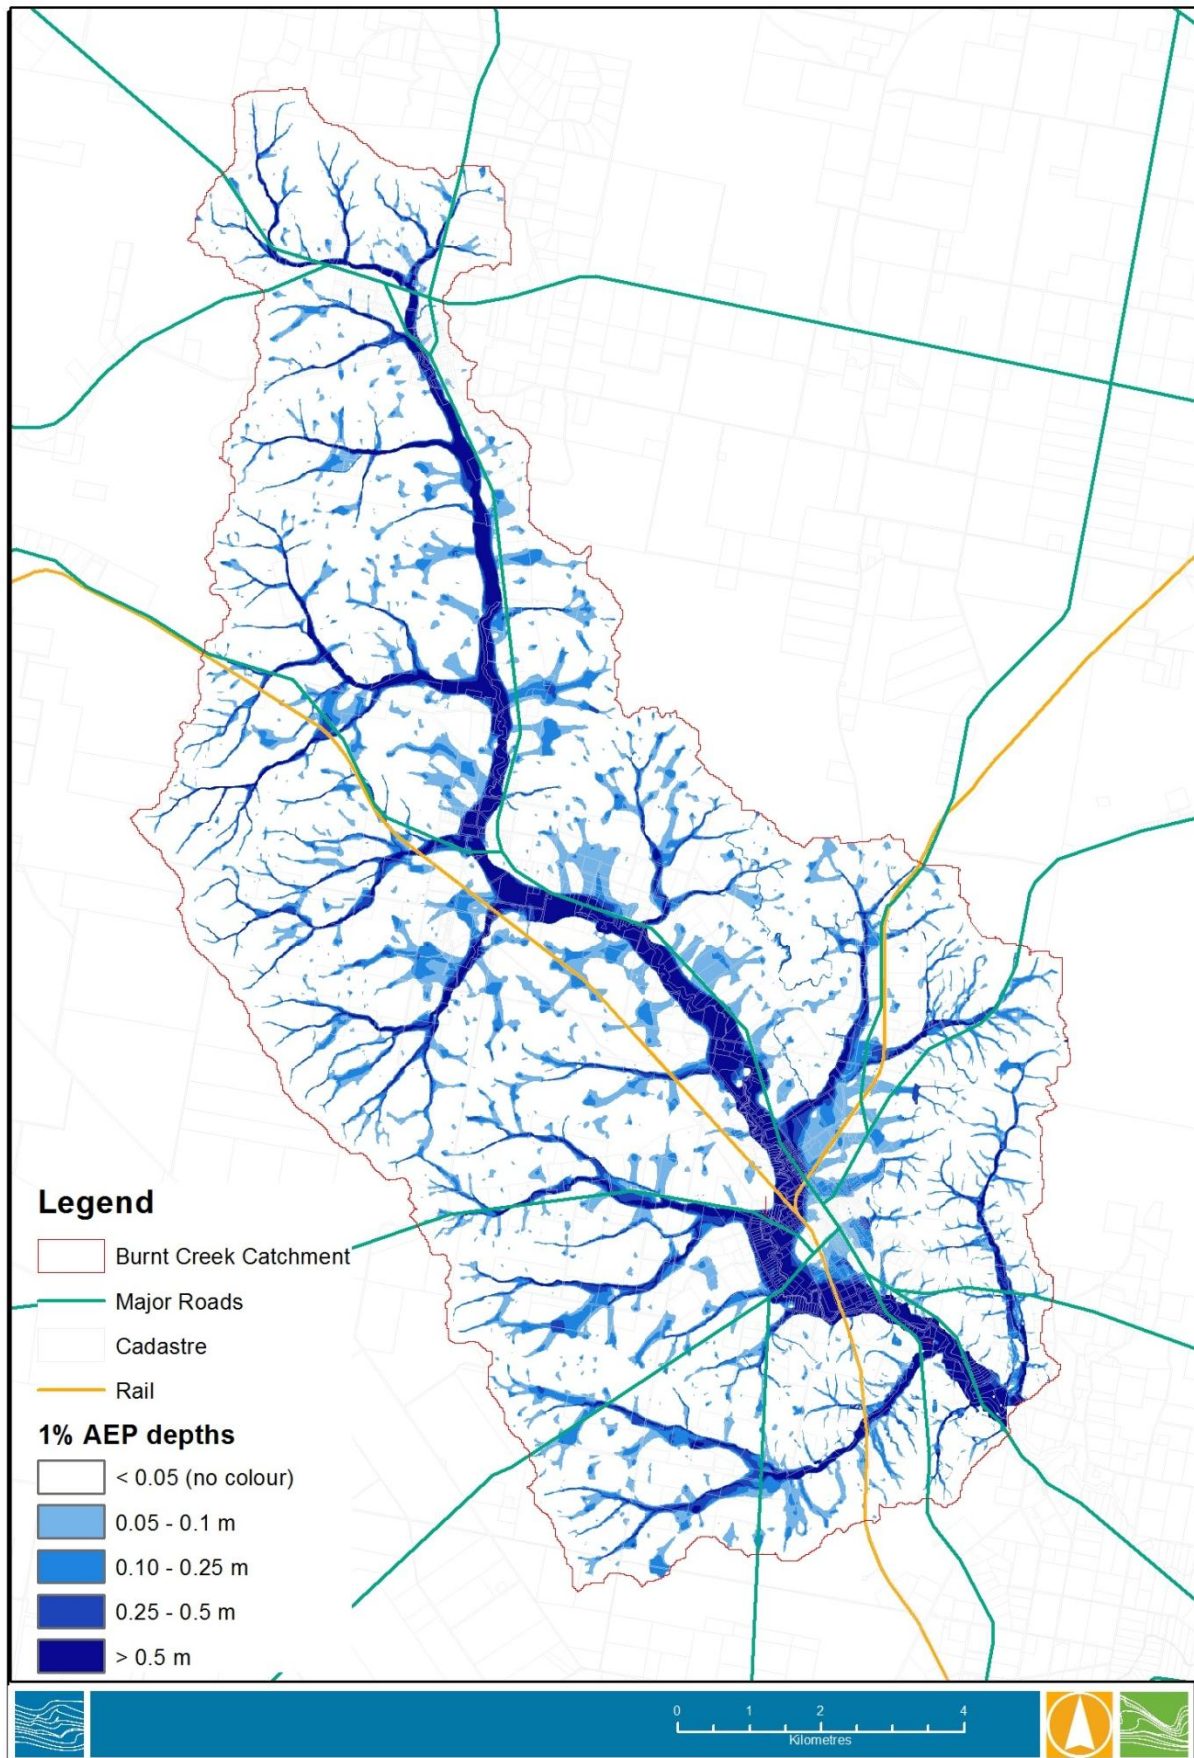 Legend
Burnt Creek Catchment
Major Roads
Cadastre
Rail
1% AEP depths
< 0.05 (no colour)
0.05 - 0.1 m
0.10 - 0.25 m
0.25 - 0.5 m
> 0.5 m
0 1 2 4
Kilometres